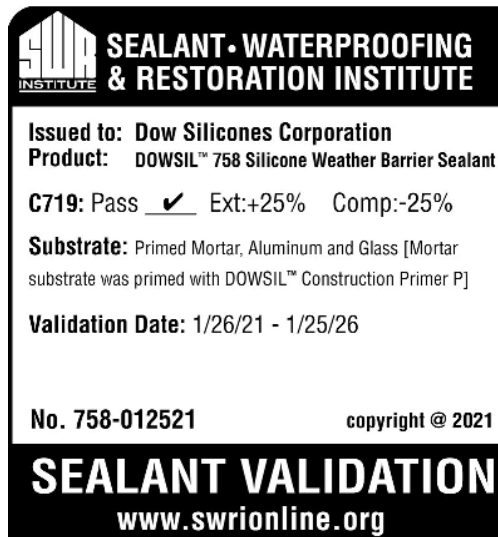 SWR
INSTITUTE
SEALANT • WATERPROOFING
& RESTORATION INSTITUTE
Issued to: Dow Silicones Corporation
Product: DOWSIL™ 758 Silicone Weather Barrier Sealant
C719: Pass ✔ Ext:+25% Comp:-25%
Substrate: Primed Mortar, Aluminum and Glass [Mortar
substrate was primed with DOWSIL™ Construction Primer P]
Validation Date: 1/26/21 - 1/25/26
No. 758-012521 copyright @ 2021
SEALANT VALIDATION
www.swrionline.org